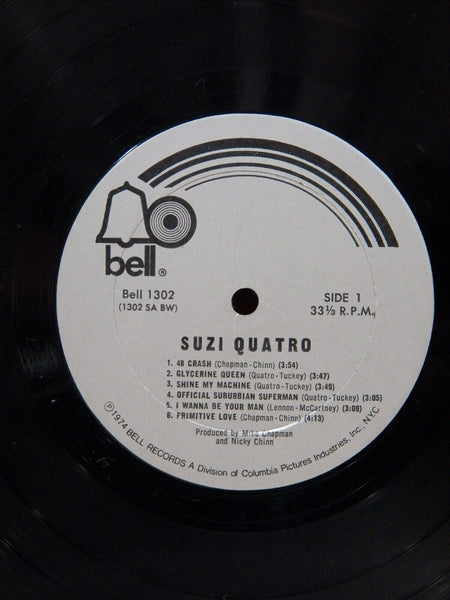 bell®
Bell 1302
(1302 SA BW)
SIDE 1
33⅓ R.P.M.
SUZI QUATRO
1. 48 CRASH (Chapman-Chinn) (3:54)
2. GLYCERINE QUEEN (Quatro-Tuckey) (3:47)
3. SHINE MY MACHINE (Quatro-Tuckey) (3:49)
4. OFFICIAL SUBURBIAN SUPERMAN (Quatro-Tuckey) (3:05)
5. I WANNA BE YOUR MAN (Lennon-McCartney) (3:09)
6. PRIMITIVE LOVE (Chapman-Chinn) (4:13)
Produced by Mike Chapman
and Nicky Chinn
Ⓟ1974 BELL RECORDS A Division of Columbia Pictures Industries, Inc., NYC